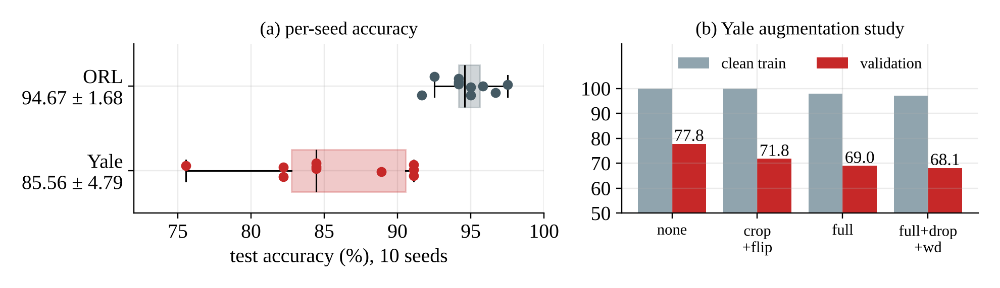 (a) per-seed accuracy
ORL
94.67 ± 1.68
Yale
85.56 ± 4.79
75 80 85 90 95 100
test accuracy (%), 10 seeds
(b) Yale augmentation study
clean train validation
100
90
80
70
60
50
77.8
71.8
69.0
68.1
none
crop
+flip
full
full+drop
+wd